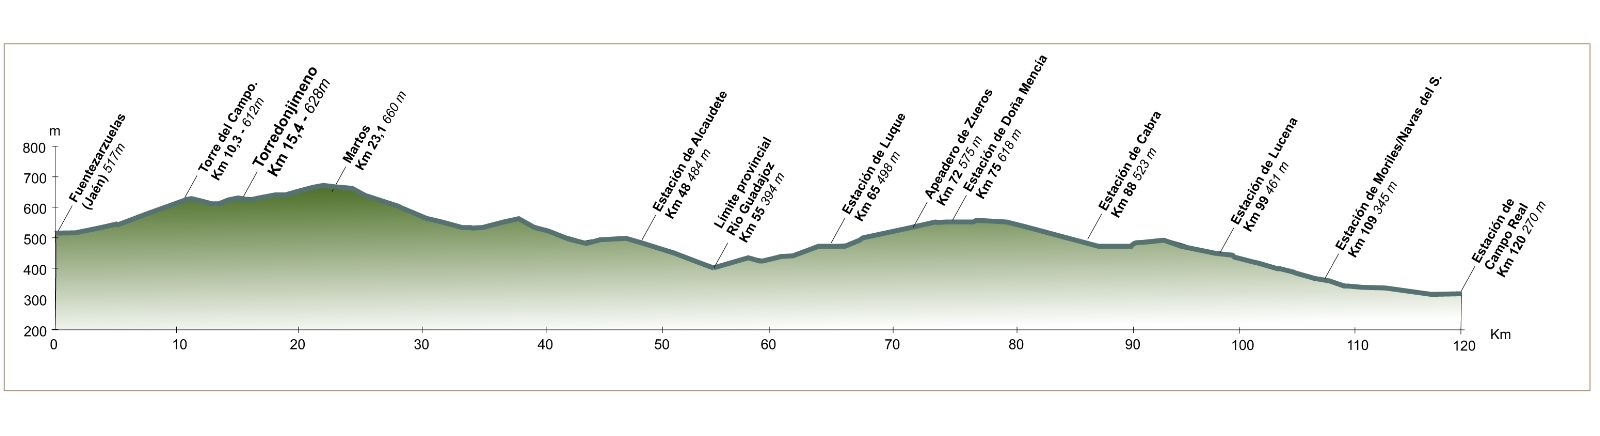 m
800
700
600
500
400
300
200
0
10
20
30
40
50
60
70
80
90
100
110
120
Km
Fuentezarzuelas
(Jaén) 517m
Torre del Campo.
Km 10,3 - 612m
Torredonjimeno
Km 15,4 - 628m
Martos
Km 23,1 660 m
Estación de Alcaudete
Km 48 484 m
Límite provincial
Río Guadajoz
Km 55 394 m
Estación de Luque
Km 65 498 m
Apeadero de Zueros
Km 72 575 m
Estación de Doña Mencía
Km 75 618 m
Estación de Cabra
Km 88 523 m
Estación de Lucena
Km 99 461 m
Estación de Moriles/Navas del S.
Km 109 345 m
Estación de
Campo Real
Km 120 270 m